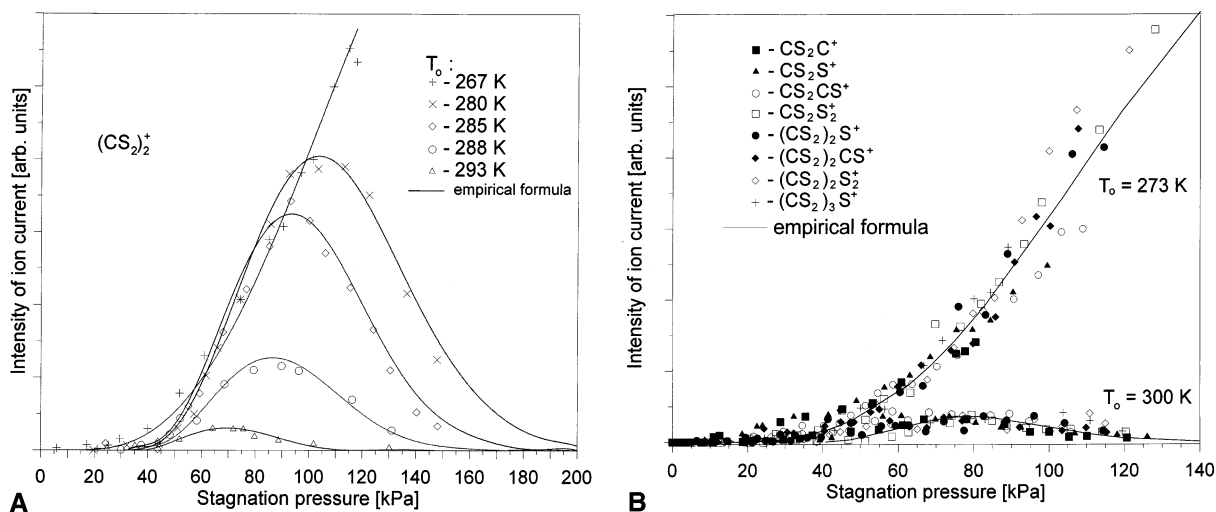 Intensity of ion current [arb. units]
(CS₂)₂⁺
Tₒ :
+ - 267 K
× - 280 K
◇ - 285 K
○ - 288 K
△ - 293 K
— empirical formula
0 20 40 60 80 100 120 140 160 180 200
Stagnation pressure [kPa]
A
Intensity of ion current [arb. units]
■ - CS₂C⁺
▲ - CS₂S⁺
○ - CS₂CS⁺
□ - CS₂S₂⁺
● - (CS₂)₂S⁺
◆ - (CS₂)₂CS⁺
◇ - (CS₂)₂S₂⁺
+ - (CS₂)₃S⁺
— empirical formula
Tₒ = 273 K
Tₒ = 300 K
0 20 40 60 80 100 120 140
Stagnation pressure [kPa]
B